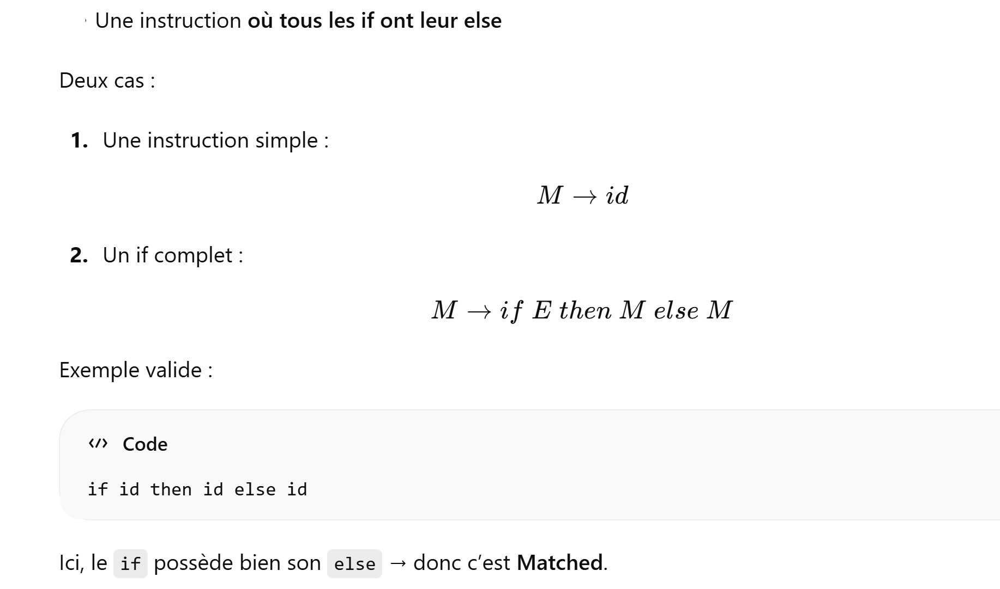 Une instruction où tous les if ont leur else
Deux cas :
1. Une instruction simple :
M → id
2. Un if complet :
M → if E then M else M
Exemple valide :
</> Code
if id then id else id
Ici, le if possède bien son else → donc c’est Matched.